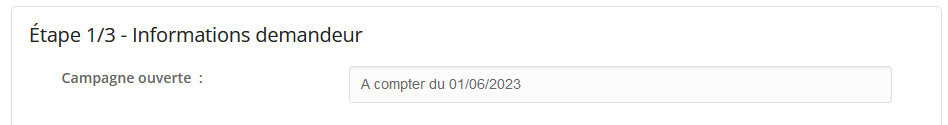 Étape 1/3 - Informations demandeur
Campagne ouverte :
A compter du 01/06/2023